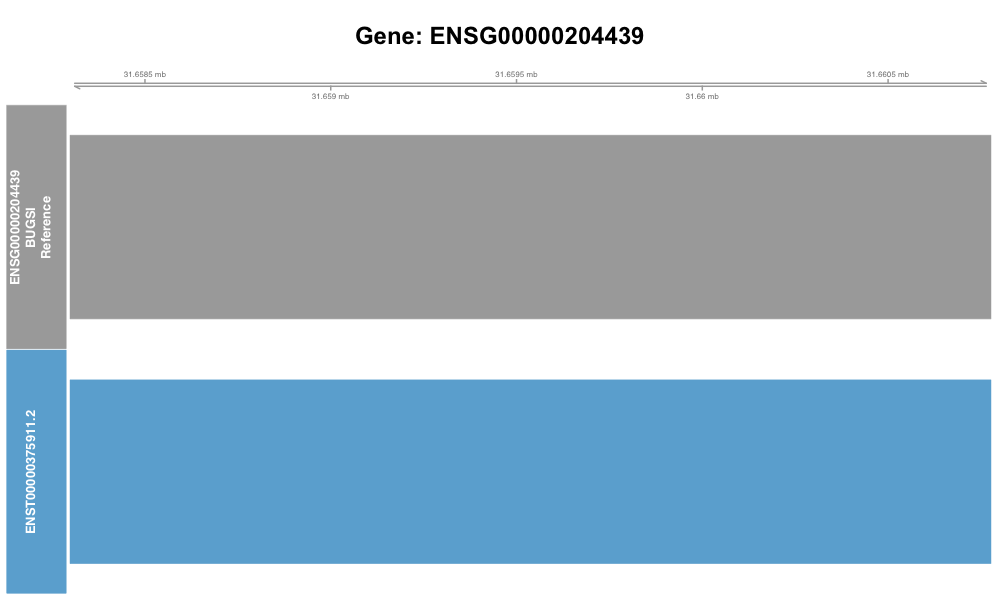 Gene: ENSG00000204439
31.6585 mb
31.6595 mb
31.6605 mb
31.659 mb
31.66 mb
ENSG00000204439
BUGSI
Reference
ENST00000375911.2